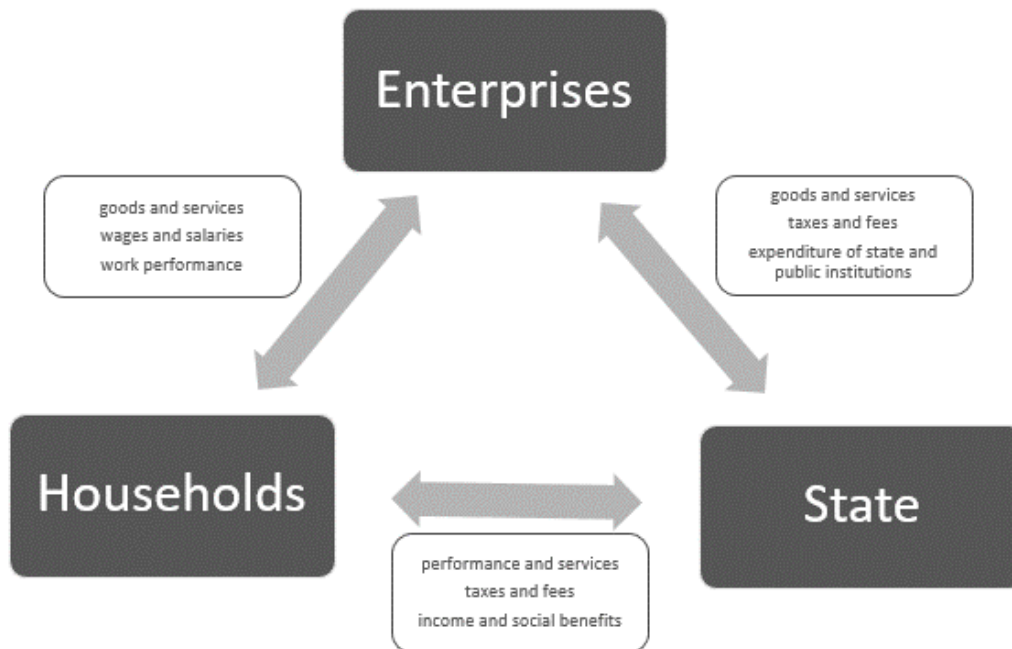 Enterprises
goods and services
wages and salaries
work performance
goods and services
taxes and fees
expenditure of state and
public institutions
Households
State
performance and services
taxes and fees
income and social benefits